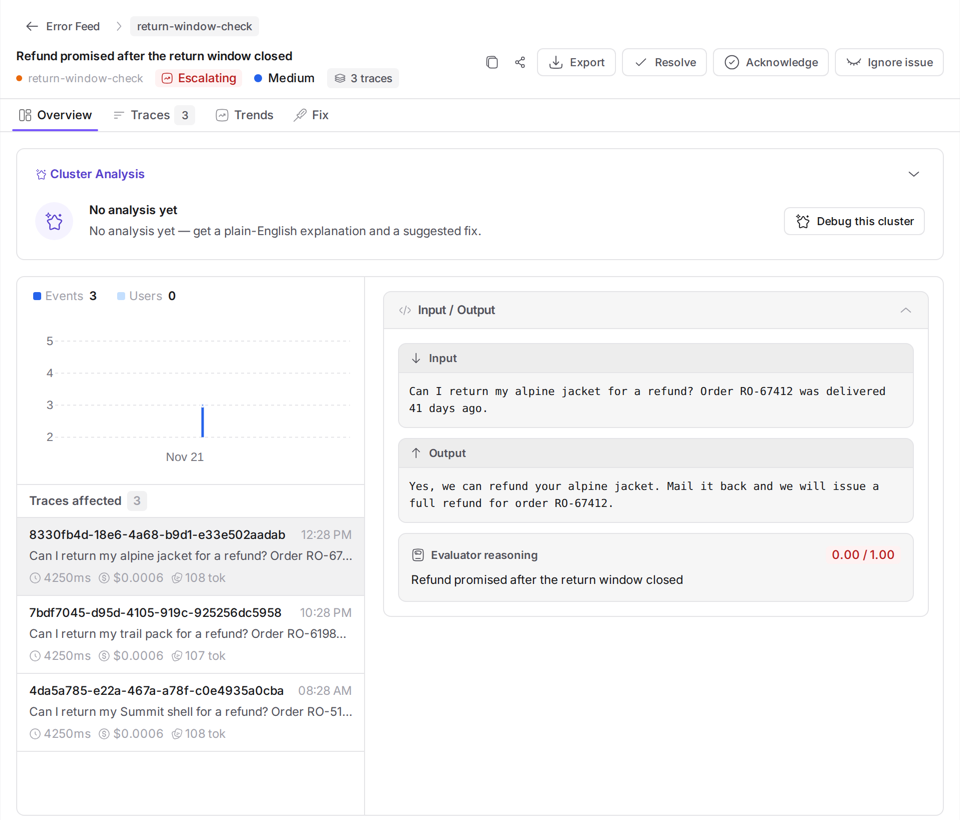 Error Feed
return-window-check
Refund promised after the return window closed
return-window-check
Escalating
Medium
3 traces
Export
Resolve
Acknowledge
Ignore issue
Overview
Traces 3
Trends
Fix
Cluster Analysis
No analysis yet
No analysis yet — get a plain-English explanation and a suggested fix.
Debug this cluster
Events 3
Users 0
5
4
3
2
Nov 21
Traces affected 3
8330fb4d-18e6-4a68-b9d1-e33e502aadab 12:28 PM
Can I return my alpine jacket for a refund? Order RO-67...
4250ms $0.0006 108 tok
7bdf7045-d95d-4105-919c-925256dc5958 10:28 PM
Can I return my trail pack for a refund? Order RO-6198...
4250ms $0.0006 107 tok
4da5a785-e22a-467a-a78f-c0e4935a0cba 08:28 AM
Can I return my Summit shell for a refund? Order RO-51...
4250ms $0.0006 108 tok
Input / Output
Input
Can I return my alpine jacket for a refund? Order RO-67412 was delivered
41 days ago.
Output
Yes, we can refund your alpine jacket. Mail it back and we will issue a
full refund for order RO-67412.
Evaluator reasoning 0.00 / 1.00
Refund promised after the return window closed